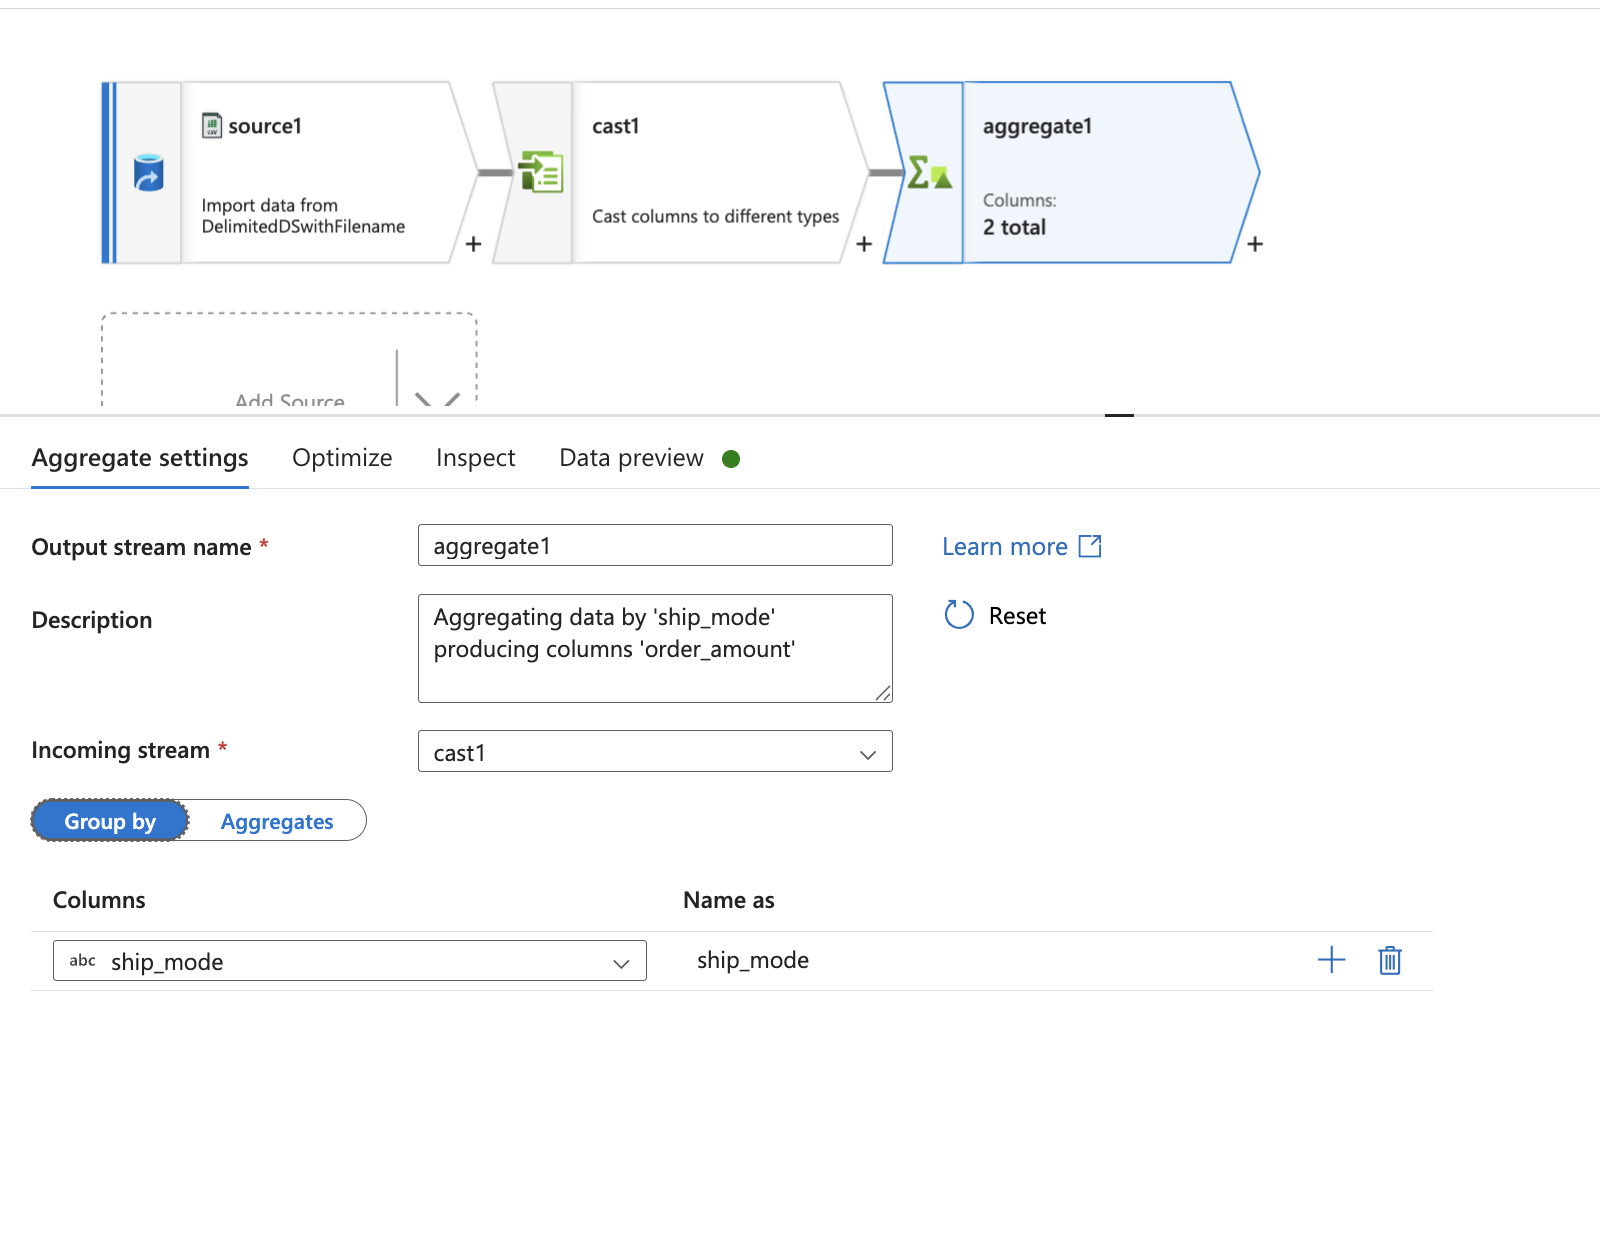 source1
Import data from
DelimitedDSwithFilename
+
cast1
Cast columns to different types
+
aggregate1
Columns:
2 total
+
Add Source
Aggregate settings
Optimize
Inspect
Data preview
Output stream name *
aggregate1
Learn more
Description
Aggregating data by 'ship_mode'
producing columns 'order_amount'
Reset
Incoming stream *
cast1
Group by
Aggregates
Columns
Name as
abc ship_mode
ship_mode